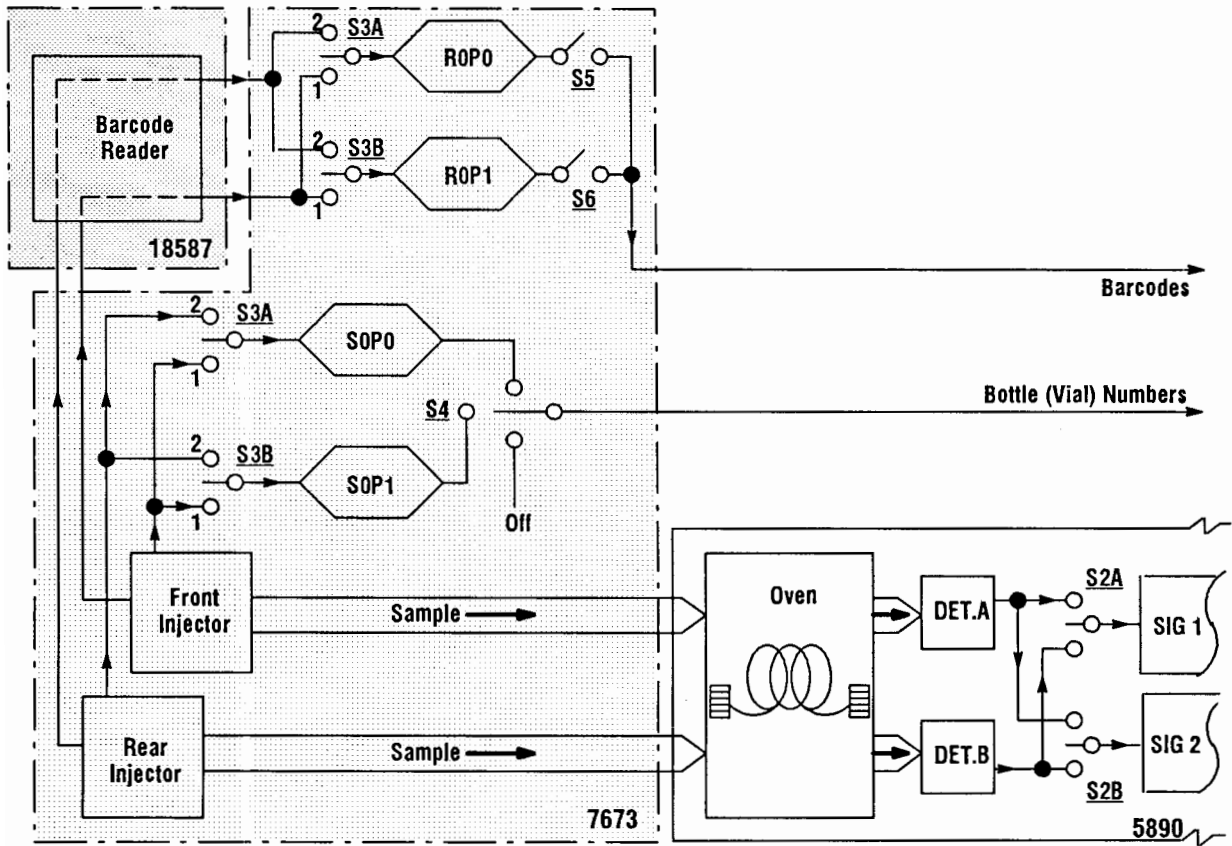 2
S3A
R0P0
S5
1
Barcode
Reader
2
S3B
R0P1
S6
1
18587
Barcodes
2
S3A
S0P0
1
Bottle (Vial) Numbers
S4
2
S3B
S0P1
1
Off
Front
Injector
Sample
Oven
DET.A
S2A
SIG 1
Rear
Injector
Sample
DET.B
SIG 2
S2B
7673
5890